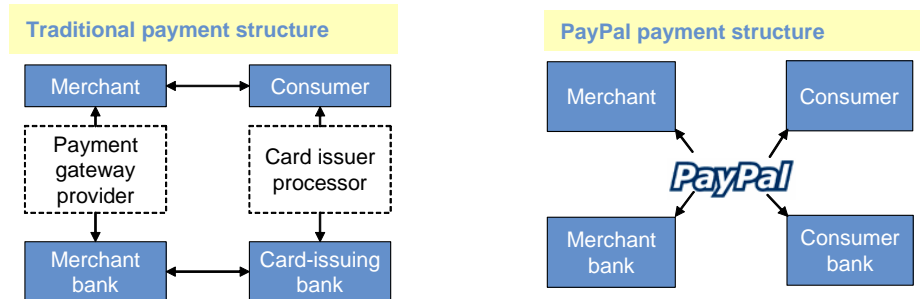 Traditional payment structure
PayPal payment structure
Merchant
Consumer
Payment
gateway
provider
Card issuer
processor
Merchant
bank
Card-issuing
bank
Merchant
Consumer
PayPal
Merchant
bank
Consumer
bank